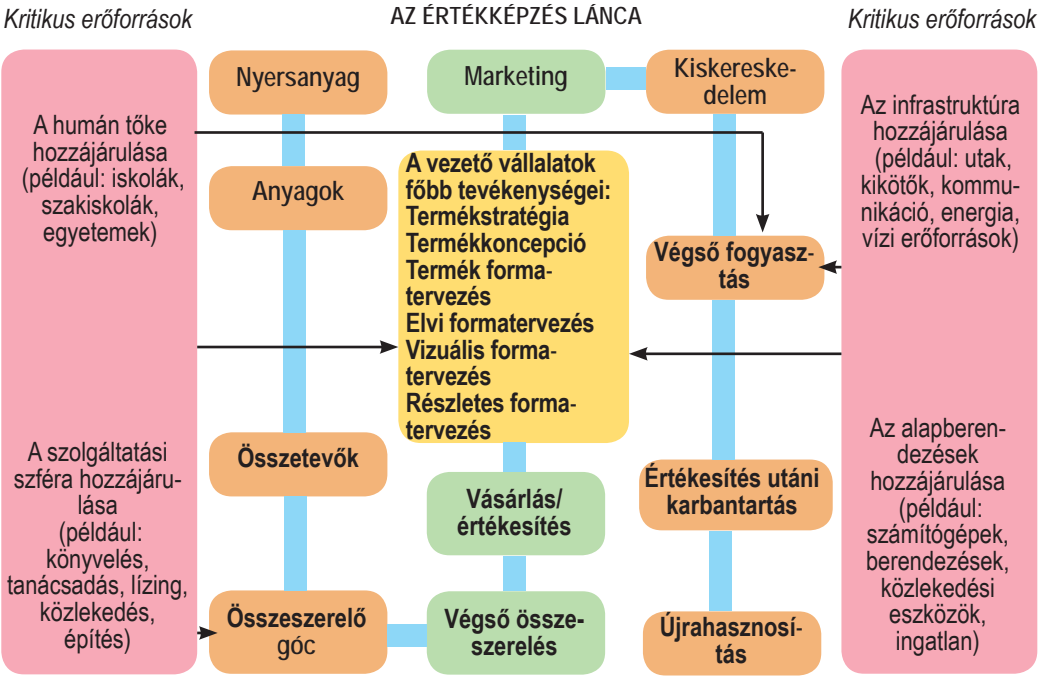 Kritikus erőforrások
AZ ÉRTÉKKÉPZÉS LÁNCA
Kritikus erőforrások
A humán tőke
hozzájárulása
(például: iskolák,
szakiskolák,
egyetemek)
A szolgáltatási
szféra hozzájáru-
lása
(például:
könyvelés,
tanácsadás, lízing,
közlekedés,
építés)
Nyersanyag
Anyagok
Összetevők
Összeszerelő
góc
Marketing
A vezető vállalatok
főbb tevékenységei:
Termékstratégia
Termékkoncepció
Termék forma-
tervezés
Elvi formatervezés
Vizuális forma-
tervezés
Részletes forma-
tervezés
Vásárlás/
értékesítés
Végső össze-
szerelés
Kiskereske-
delem
Végső fogyasz-
tás
Értékesítés utáni
karbantartás
Újrahasznosí-
tás
Az infrastruktúra
hozzájárulása
(például: utak,
kikötők, kommu-
nikáció, energia,
vízi erőforrások)
Az alapberen-
dezések
hozzájárulása
(például:
számítógépek,
berendezések,
közlekedési
eszközök,
ingatlan)